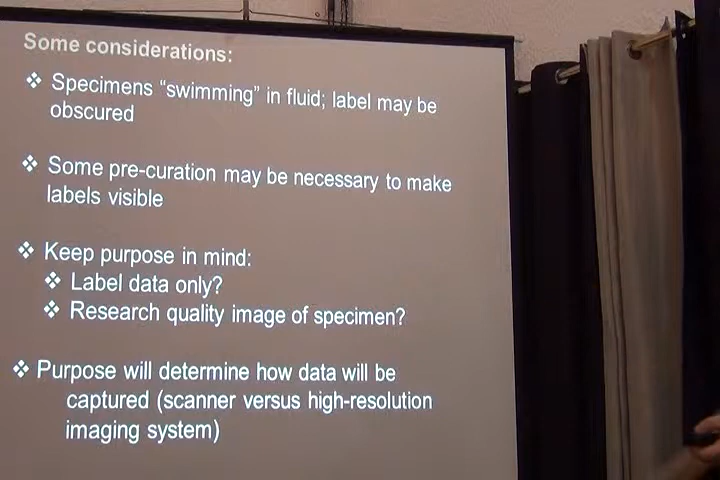 Some considerations:
❖ Specimens “swimming” in fluid; label may be
obscured
❖ Some pre-curation may be necessary to make
labels visible
❖ Keep purpose in mind:
❖ Label data only?
❖ Research quality image of specimen?
❖ Purpose will determine how data will be
captured (scanner versus high-resolution
imaging system)